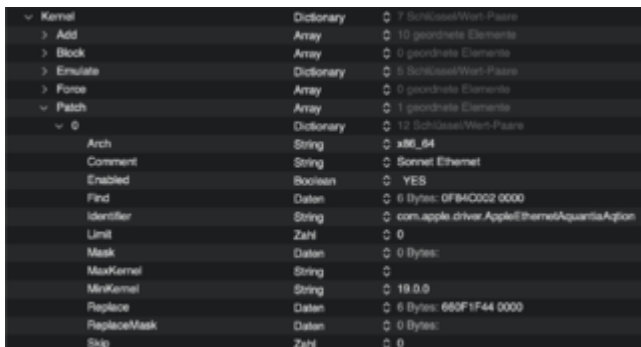 Kernel Dictionary 7 Schlüssel/Wert-Paare
Add Array 10 geordnete Elemente
Block Array 0 geordnete Elemente
Emulate Dictionary 5 Schlüssel/Wert-Paare
Force Array 0 geordnete Elemente
Patch Array 1 geordnete Elemente
0 Dictionary 12 Schlüssel/Wert-Paare
Arch String x86_64
Comment String Sonnet Ethernet
Enabled Boolean YES
Find Daten 6 Bytes: 0F84C002 0000
Identifier String com.apple.driver.AppleEthernetAquantiaAqtion
Limit Zahl 0
Mask Daten 0 Bytes:
MaxKernel String
MinKernel String 19.0.0
Replace Daten 6 Bytes: 660F1F44 0000
ReplaceMask Daten 0 Bytes:
Skip Zahl 0